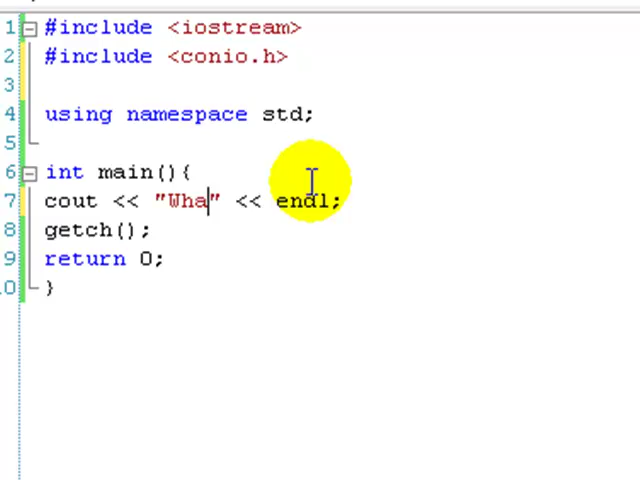 1 #include <iostream>
2 #include <conio.h>
3
4 using namespace std;
5
6 int main(){
7 cout << "Wha" << endl;
8 getch();
9 return 0;
10 }